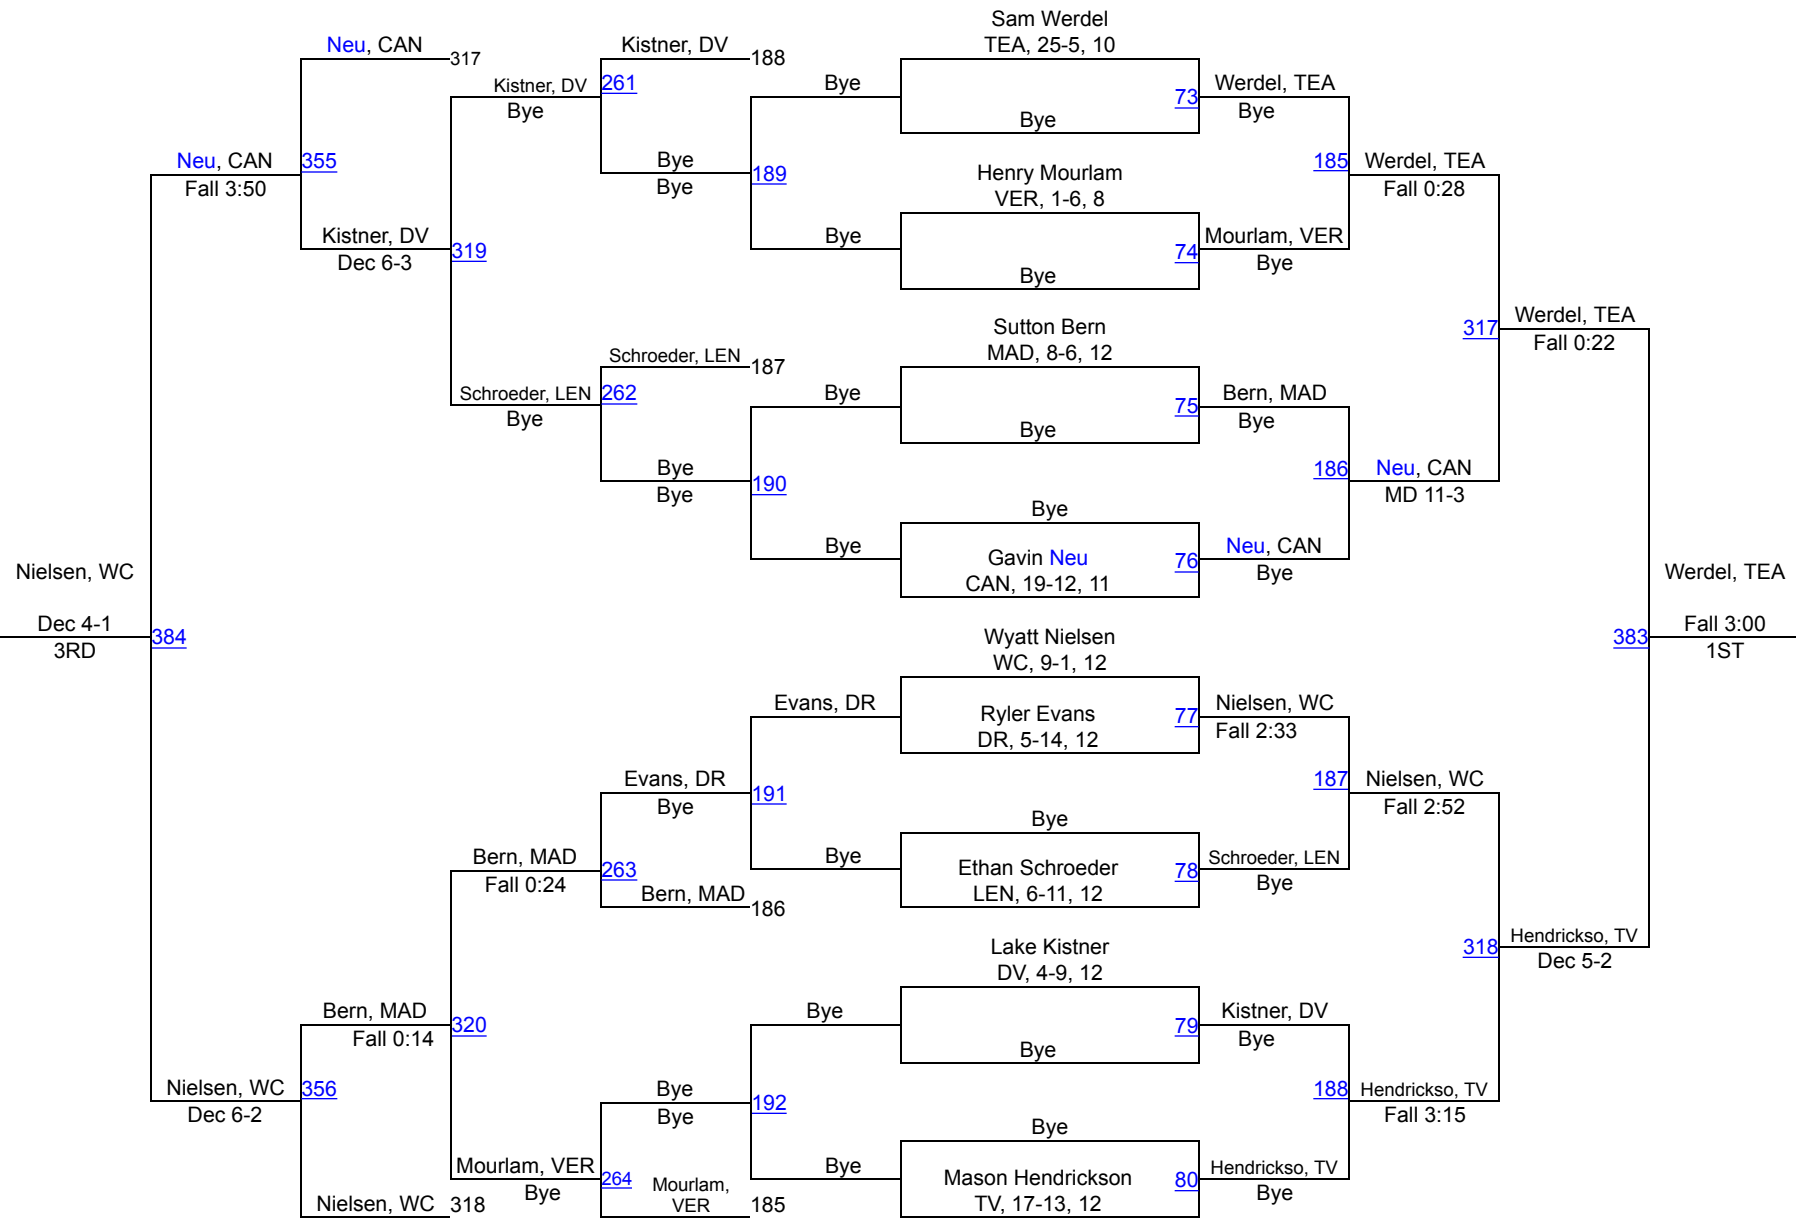 Sam Werdel
Neu, CAN
317
Kistner, DV
188
TEA, 25-5, 10
Kistner, DV
261
Bye
73
Werdel, TEA
Bye
Bye
Bye
Neu, CAN
355
Bye
185
Werdel, TEA
Fall 3:50
Bye
189
Henry Mourlam
Fall 0:28
VER, 1-6, 8
Kistner, DV
319
Bye
74
Mourlam, VER
Dec 6-3
Bye
Bye
Sutton Bern
317
Werdel, TEA
Schroeder, LEN
187
MAD, 8-6, 12
Fall 0:22
Schroeder, LEN
262
Bye
75
Bern, MAD
Bye
Bye
Bye
Bye
186
Neu, CAN
Bye
190
MD 11-3
Bye
Bye
Gavin Neu
76
Neu, CAN
CAN, 19-12, 11
Bye
Nielsen, WC
Werdel, TEA
Dec 4-1
384
Wyatt Nielsen
383
Fall 3:00
3RD
WC, 9-1, 12
1ST
Evans, DR
Ryler Evans
77
Nielsen, WC
DR, 5-14, 12
Fall 2:33
Evans, DR
191
187
Nielsen, WC
Bye
Fall 2:52
Bye
Bern, MAD
263
Bye
Ethan Schroeder
78
Schroeder, LEN
Fall 0:24
Bern, MAD
186
LEN, 6-11, 12
Bye
Lake Kistner
318
Hendrickso, TV
DV, 4-9, 12
Dec 5-2
Bern, MAD
320
Bye
79
Kistner, DV
Fall 0:14
Bye
Bye
Nielsen, WC
356
Bye
192
188
Hendrickso, TV
Dec 6-2
Bye
Fall 3:15
Bye
Mourlam, VER
264
Bye
Mason Hendrickson
80
Hendrickso, TV
Bye
Mourlam,
VER
185
TV, 17-13, 12
Bye
Nielsen, WC
318